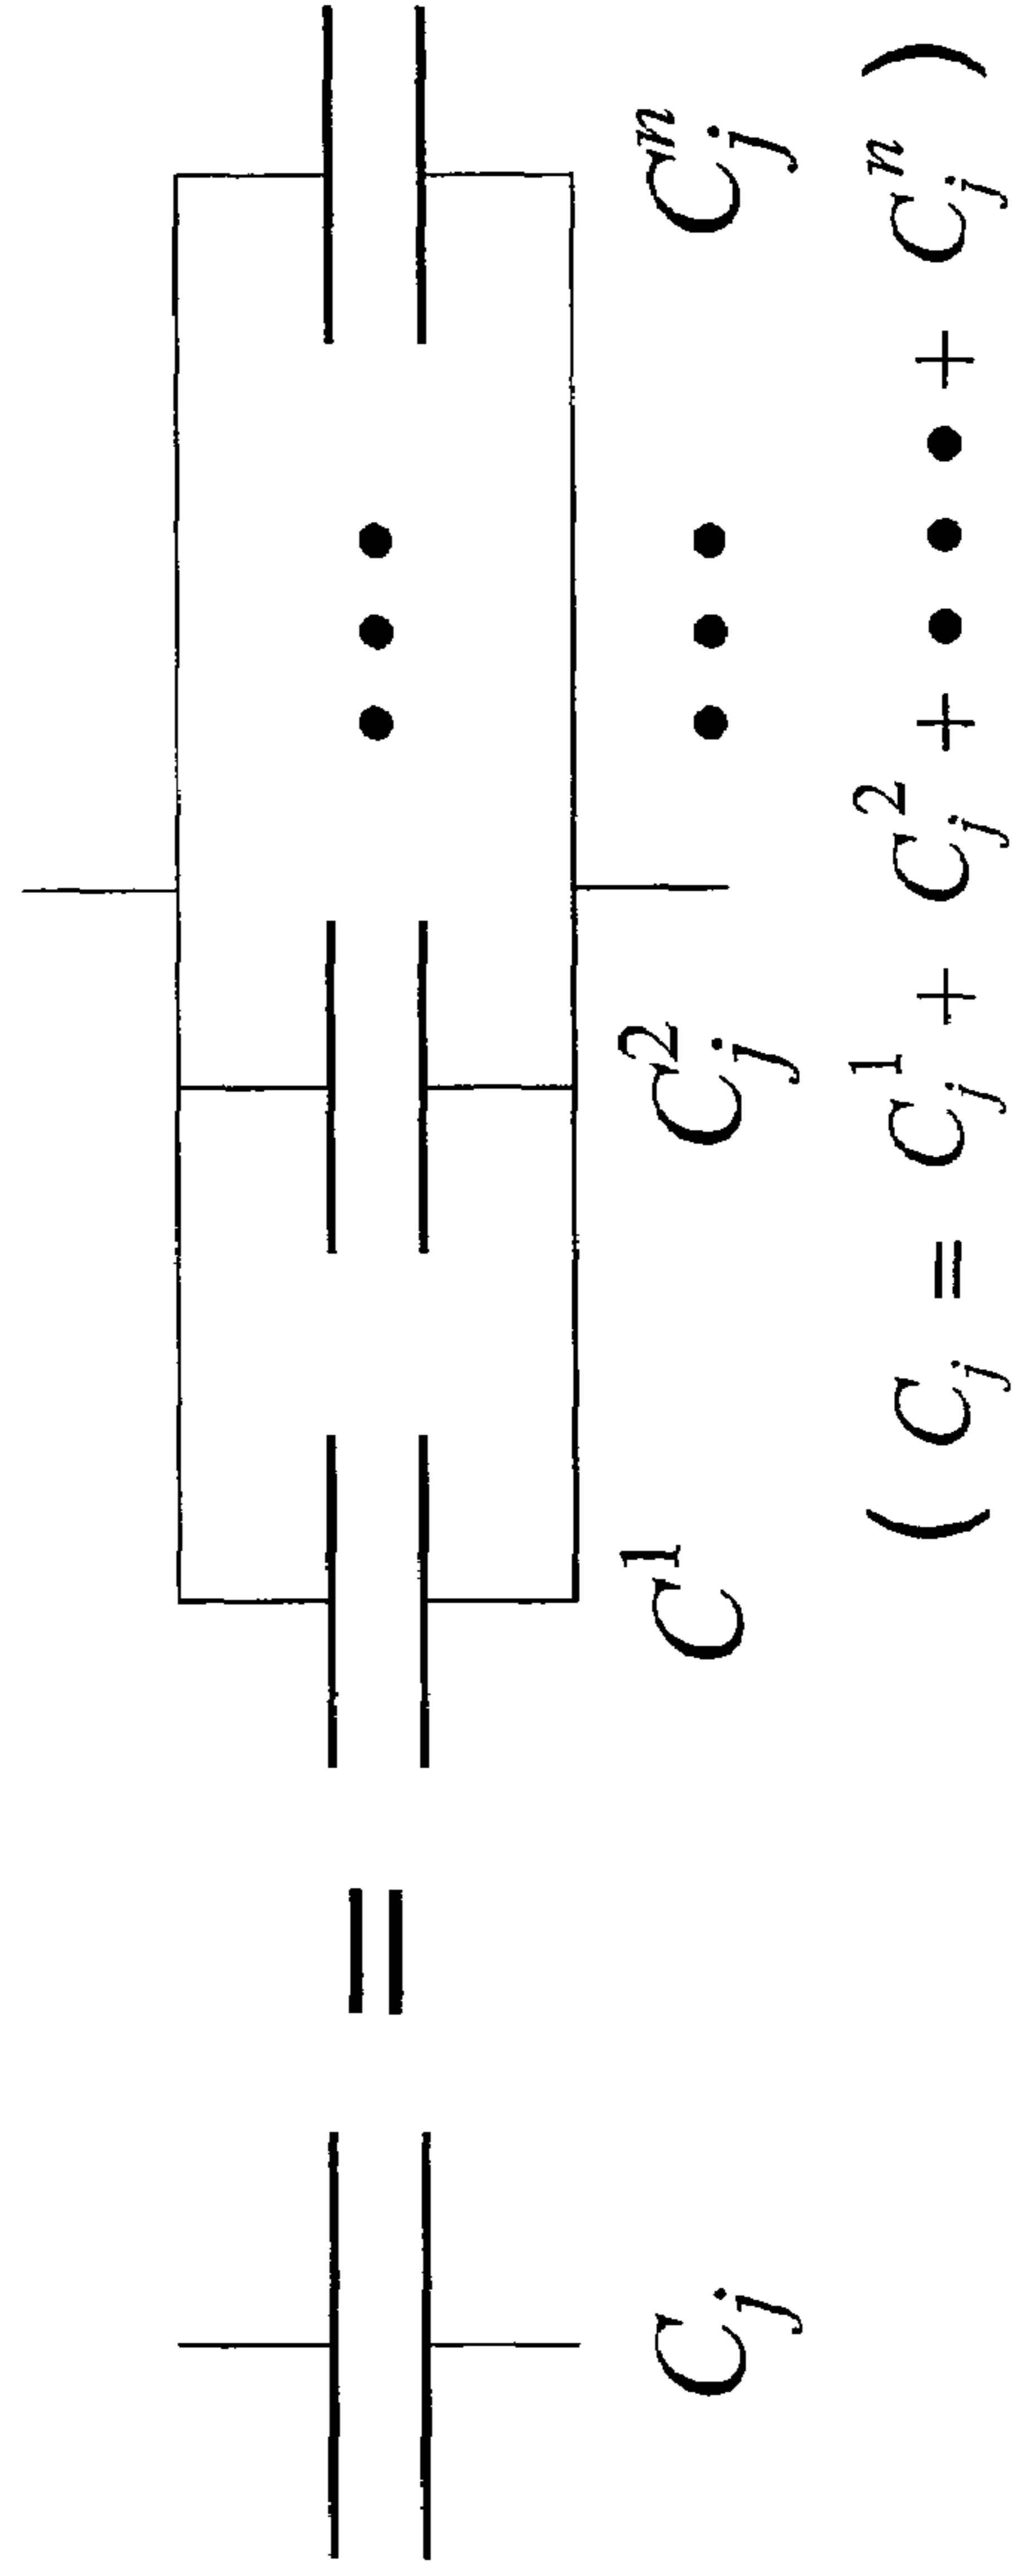 C_j = C^1 C_j^2 • • • C_j^n
( C_j = C_j^1 + C_j^2 + • • • + C_j^n )